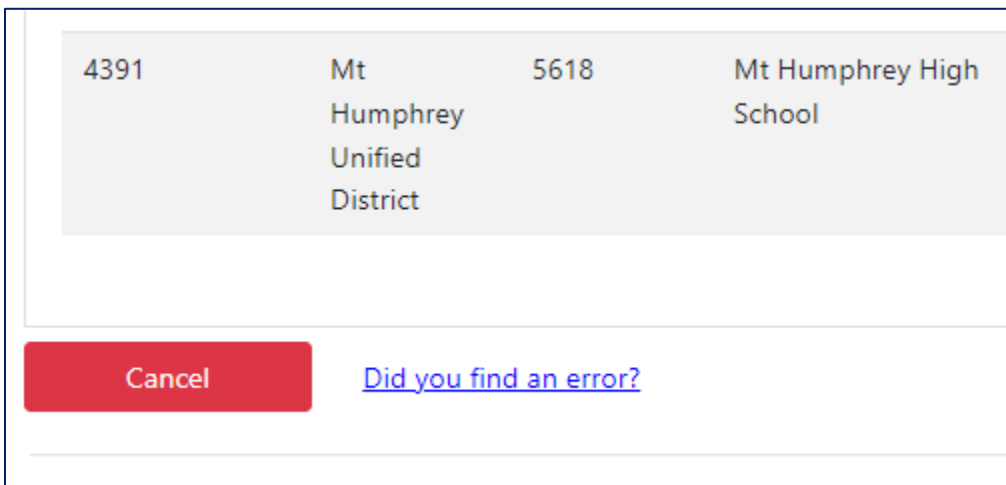 4391 Mt 5618 Mt Humphrey High
Humphrey School
Unified
District
Cancel Did you find an error?